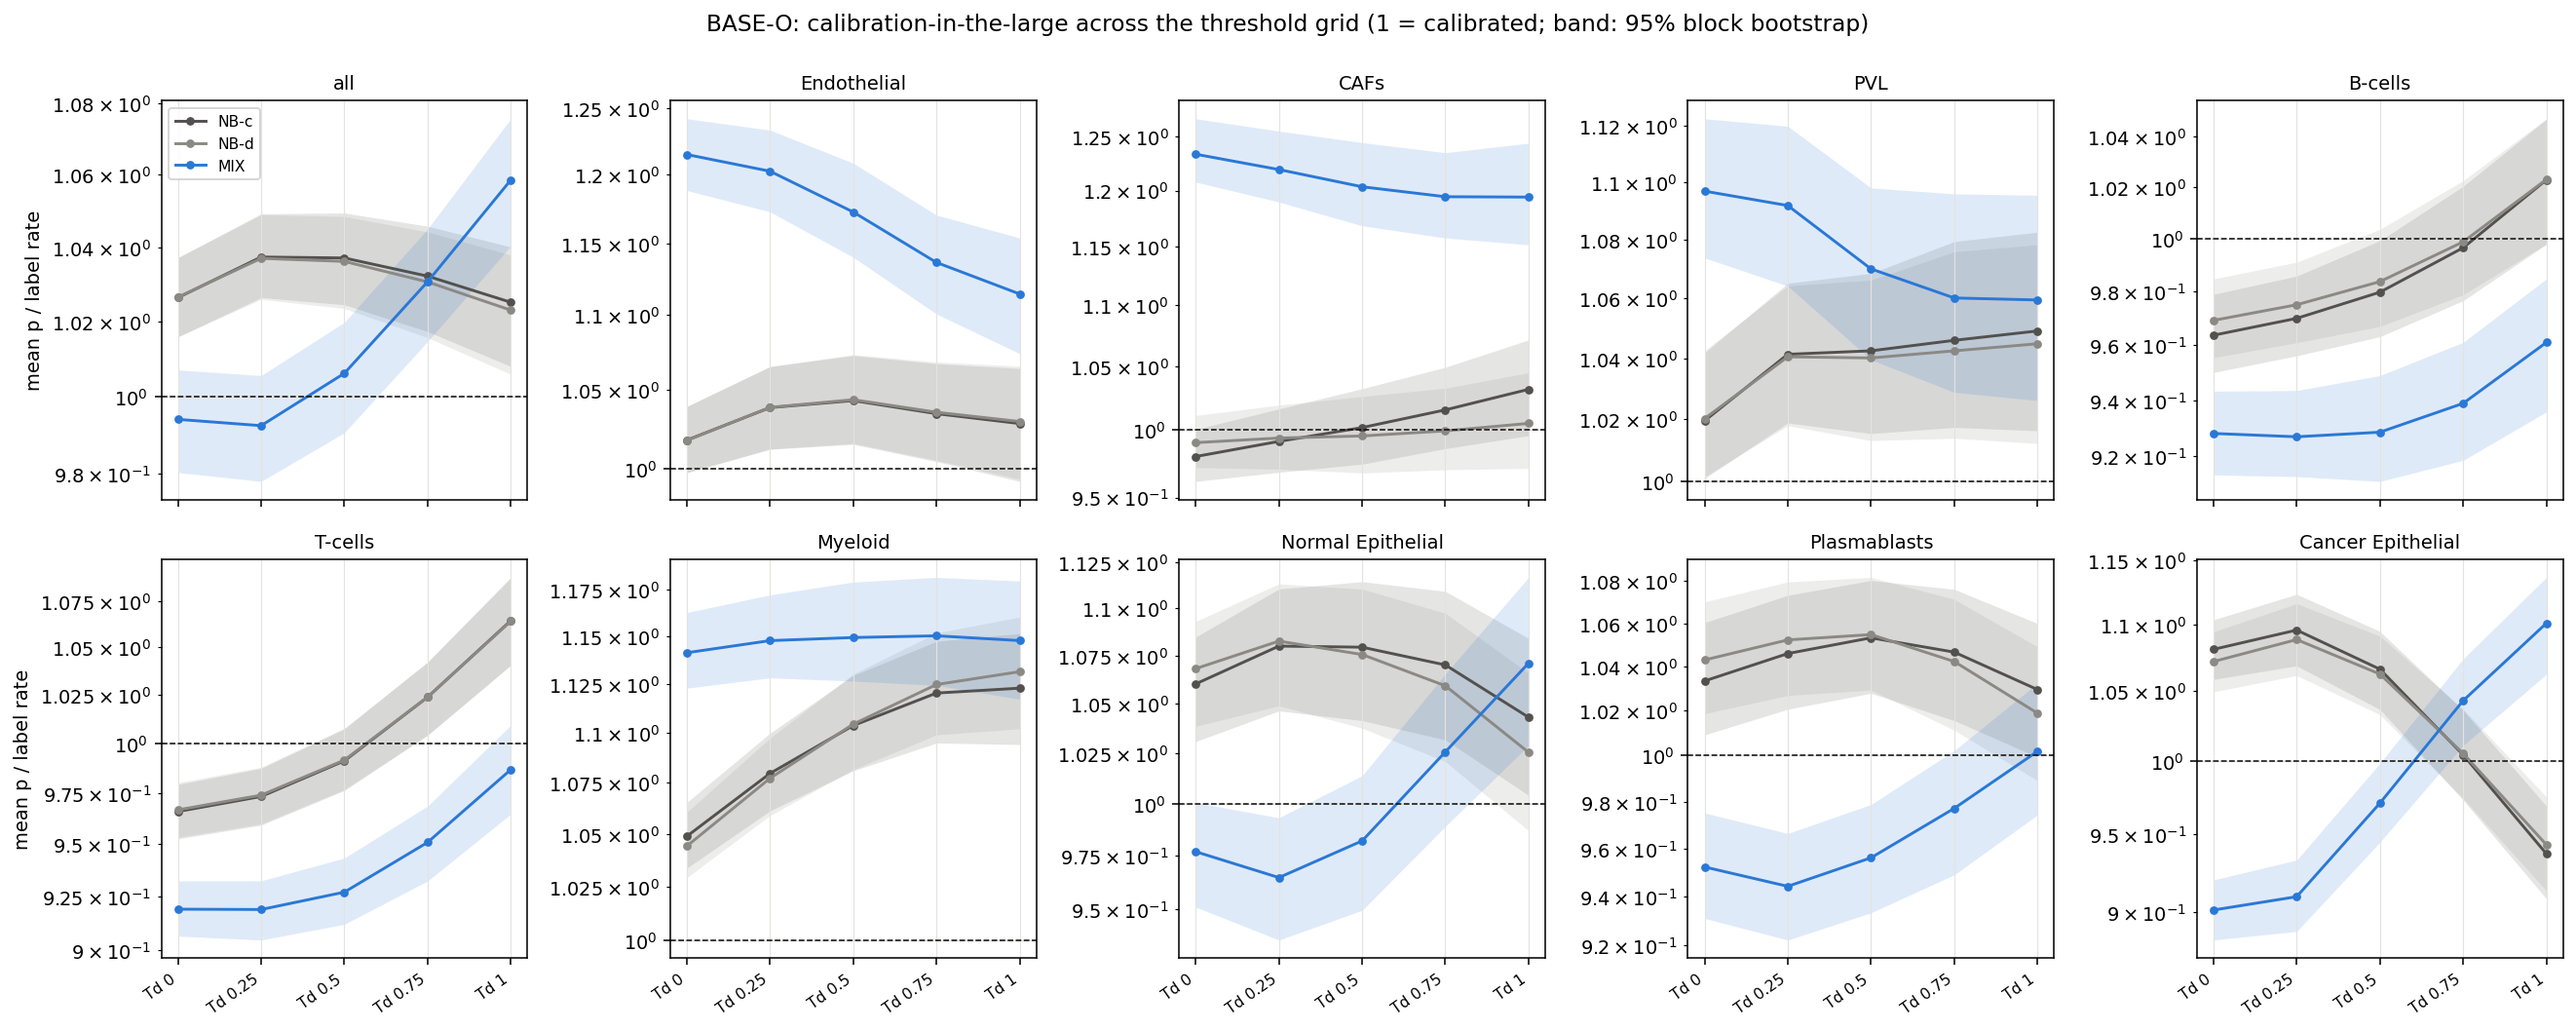 BASE-O: calibration-in-the-large across the threshold grid (1 = calibrated; band: 95% block bootstrap)
all
Endothelial
CAFs
PVL
B-cells
mean p / label rate
1.08 × 10⁰
1.06 × 10⁰
1.04 × 10⁰
1.02 × 10⁰
10⁰
9.8 × 10⁻¹
NB-c
NB-d
MIX
1.25 × 10⁰
1.2 × 10⁰
1.15 × 10⁰
1.1 × 10⁰
1.05 × 10⁰
10⁰
1.25 × 10⁰
1.2 × 10⁰
1.15 × 10⁰
1.1 × 10⁰
1.05 × 10⁰
10⁰
9.5 × 10⁻¹
1.12 × 10⁰
1.1 × 10⁰
1.08 × 10⁰
1.06 × 10⁰
1.04 × 10⁰
1.02 × 10⁰
10⁰
1.04 × 10⁰
1.02 × 10⁰
10⁰
9.8 × 10⁻¹
9.6 × 10⁻¹
9.4 × 10⁻¹
9.2 × 10⁻¹
T-cells
Myeloid
Normal Epithelial
Plasmablasts
Cancer Epithelial
mean p / label rate
1.075 × 10⁰
1.05 × 10⁰
1.025 × 10⁰
10⁰
9.75 × 10⁻¹
9.5 × 10⁻¹
9.25 × 10⁻¹
9 × 10⁻¹
1.175 × 10⁰
1.15 × 10⁰
1.125 × 10⁰
1.1 × 10⁰
1.075 × 10⁰
1.05 × 10⁰
1.025 × 10⁰
10⁰
1.125 × 10⁰
1.1 × 10⁰
1.075 × 10⁰
1.05 × 10⁰
1.025 × 10⁰
10⁰
9.75 × 10⁻¹
9.5 × 10⁻¹
1.08 × 10⁰
1.06 × 10⁰
1.04 × 10⁰
1.02 × 10⁰
10⁰
9.8 × 10⁻¹
9.6 × 10⁻¹
9.4 × 10⁻¹
9.2 × 10⁻¹
1.15 × 10⁰
1.1 × 10⁰
1.05 × 10⁰
10⁰
9.5 × 10⁻¹
9 × 10⁻¹
Td 0
Td 0.25
Td 0.5
Td 0.75
Td 1
Td 0
Td 0.25
Td 0.5
Td 0.75
Td 1
Td 0
Td 0.25
Td 0.5
Td 0.75
Td 1
Td 0
Td 0.25
Td 0.5
Td 0.75
Td 1
Td 0
Td 0.25
Td 0.5
Td 0.75
Td 1